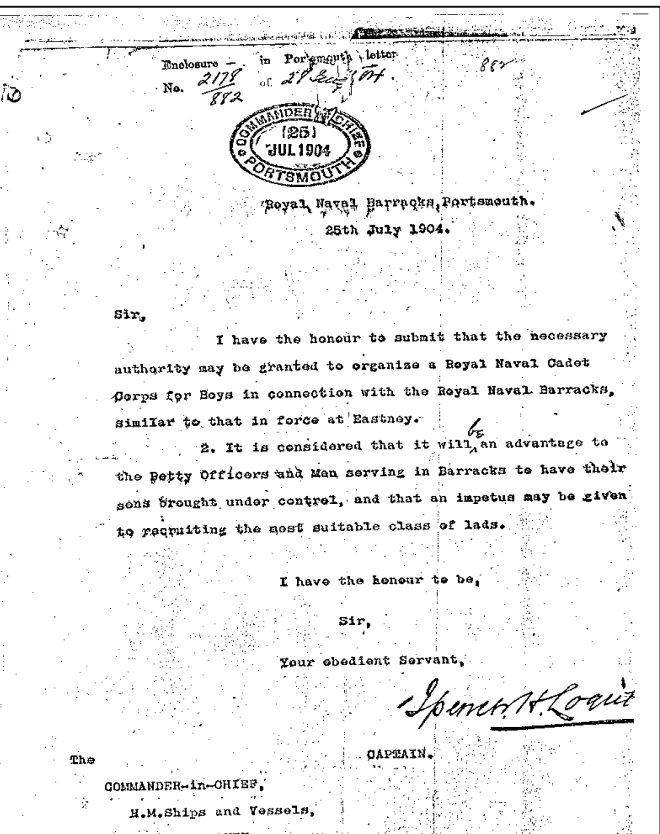 Enclosure – in Portsmouth letter 882
No. 2178/882 of 28
COMMANDER IN CHIEF
25
JUL 1904
PORTSMOUTH
Royal Naval Barracks, Portsmouth.
25th July 1904.
Sir,
I have the honour to submit that the necessary
authority may be granted to organize a Royal Naval Cadet
Corps for Boys in connection with the Royal Naval Barracks,
similar to that in force at Eastney.
2. It is considered that it will be an advantage to
the Petty Officers and Men serving in Barracks to have their
sons brought under control, and that an impetus may be given
to recruiting the most suitable class of lads.
I have the honour to be,
Sir,
Your obedient Servant,
Spencer H. Login
CAPTAIN.
The
COMMANDER-in-CHIEF,
H.M.Ships and Vessels,